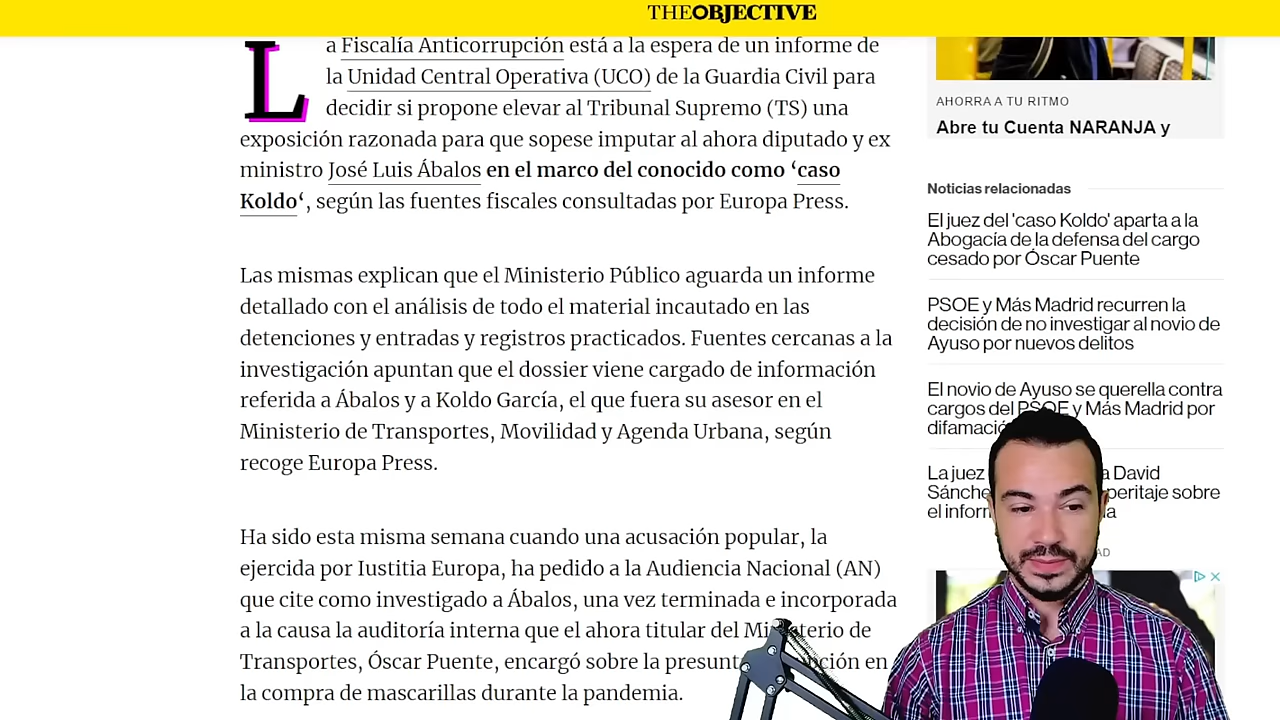 THEOBJECTIVE
La Fiscalía Anticorrupción está a la espera de un informe de
la Unidad Central Operativa (UCO) de la Guardia Civil para
decidir si propone elevar al Tribunal Supremo (TS) una
exposición razonada para que sopese imputar al ahora diputado y ex
ministro José Luis Ábalos en el marco del conocido como ‘caso
Koldo‘, según las fuentes fiscales consultadas por Europa Press.
Las mismas explican que el Ministerio Público aguarda un informe
detallado con el análisis de todo el material incautado en las
detenciones y entradas y registros practicados. Fuentes cercanas a la
investigación apuntan que el dossier viene cargado de información
referida a Ábalos y a Koldo García, el que fuera su asesor en el
Ministerio de Transportes, Movilidad y Agenda Urbana, según
recoge Europa Press.
Ha sido esta misma semana cuando una acusación popular, la
ejercida por Iustitia Europa, ha pedido a la Audiencia Nacional (AN)
que cite como investigado a Ábalos, una vez terminada e incorporada
a la causa la auditoría interna que el ahora titular del Ministerio de
Transportes, Óscar Puente, encargó sobre la en
la compra de mascarillas durante la pandemia.
AHORRA A TU RITMO
Abre tu Cuenta NARANJA y
Noticias relacionadas
El juez del 'caso Koldo' aparta a la
Abogacía de la defensa del cargo
cesado por Óscar Puente
PSOE y Más Madrid recurren la
decisión de no investigar al novio de
Ayuso por nuevos delitos
El novio de Ayuso se querella contra
cargos del PSOE y Más Madrid por
La juez David
peritaje sobre
el